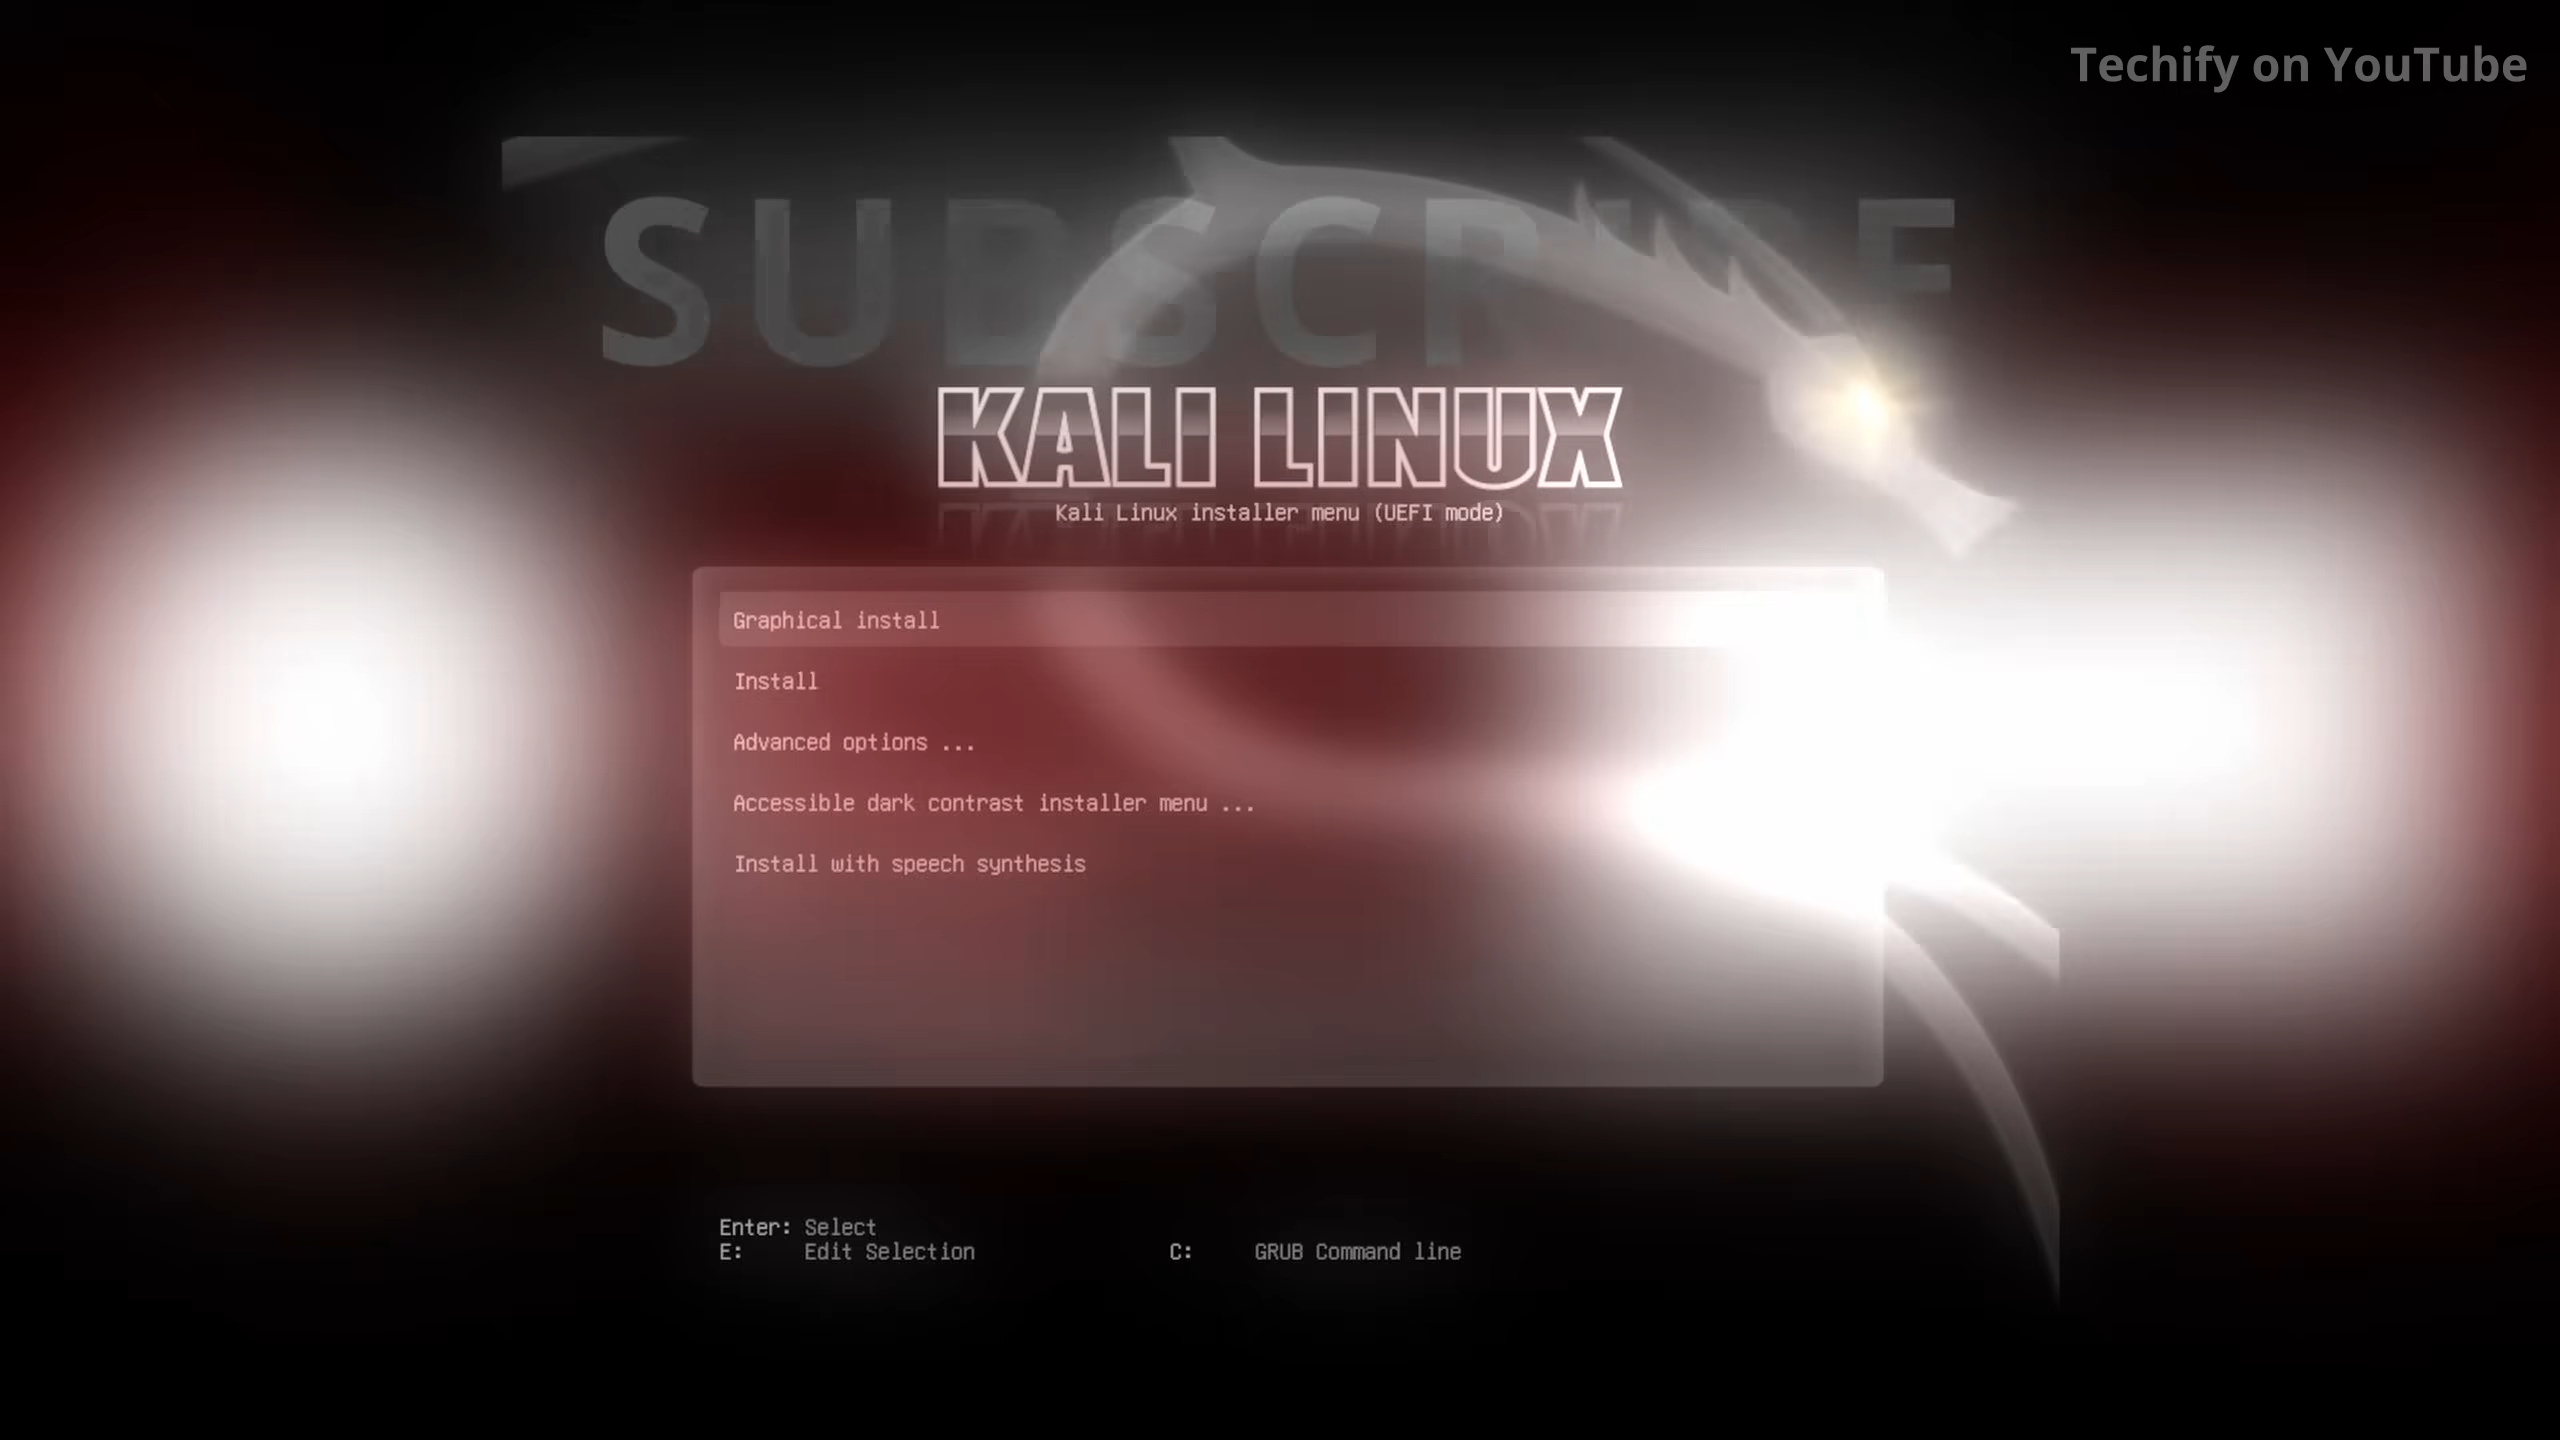 Techify on YouTube
SUBSCRIBE
KALI LINUX
Kali Linux installer menu (UEFI mode)
Graphical install
Install
Advanced options ...
Accessible dark contrast installer menu ...
Install with speech synthesis
Enter: Select
E: Edit Selection
C: GRUB Command line